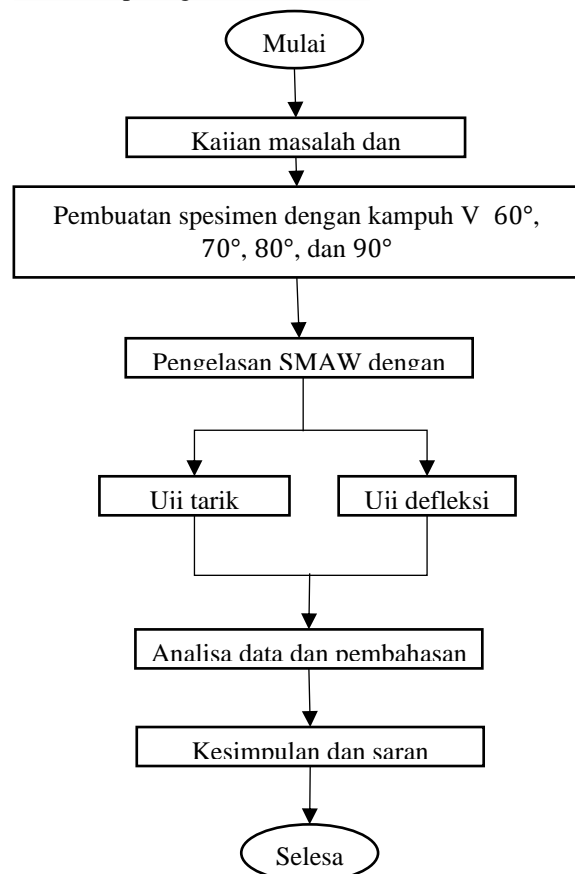 Mulai
Kajian masalah dan
Pembuatan spesimen dengan kampuh V 60°,
70°, 80°, dan 90°
Pengelasan SMAW dengan
Uji tarik
Uji defleksi
Analisa data dan pembahasan
Kesimpulan dan saran
Selesa